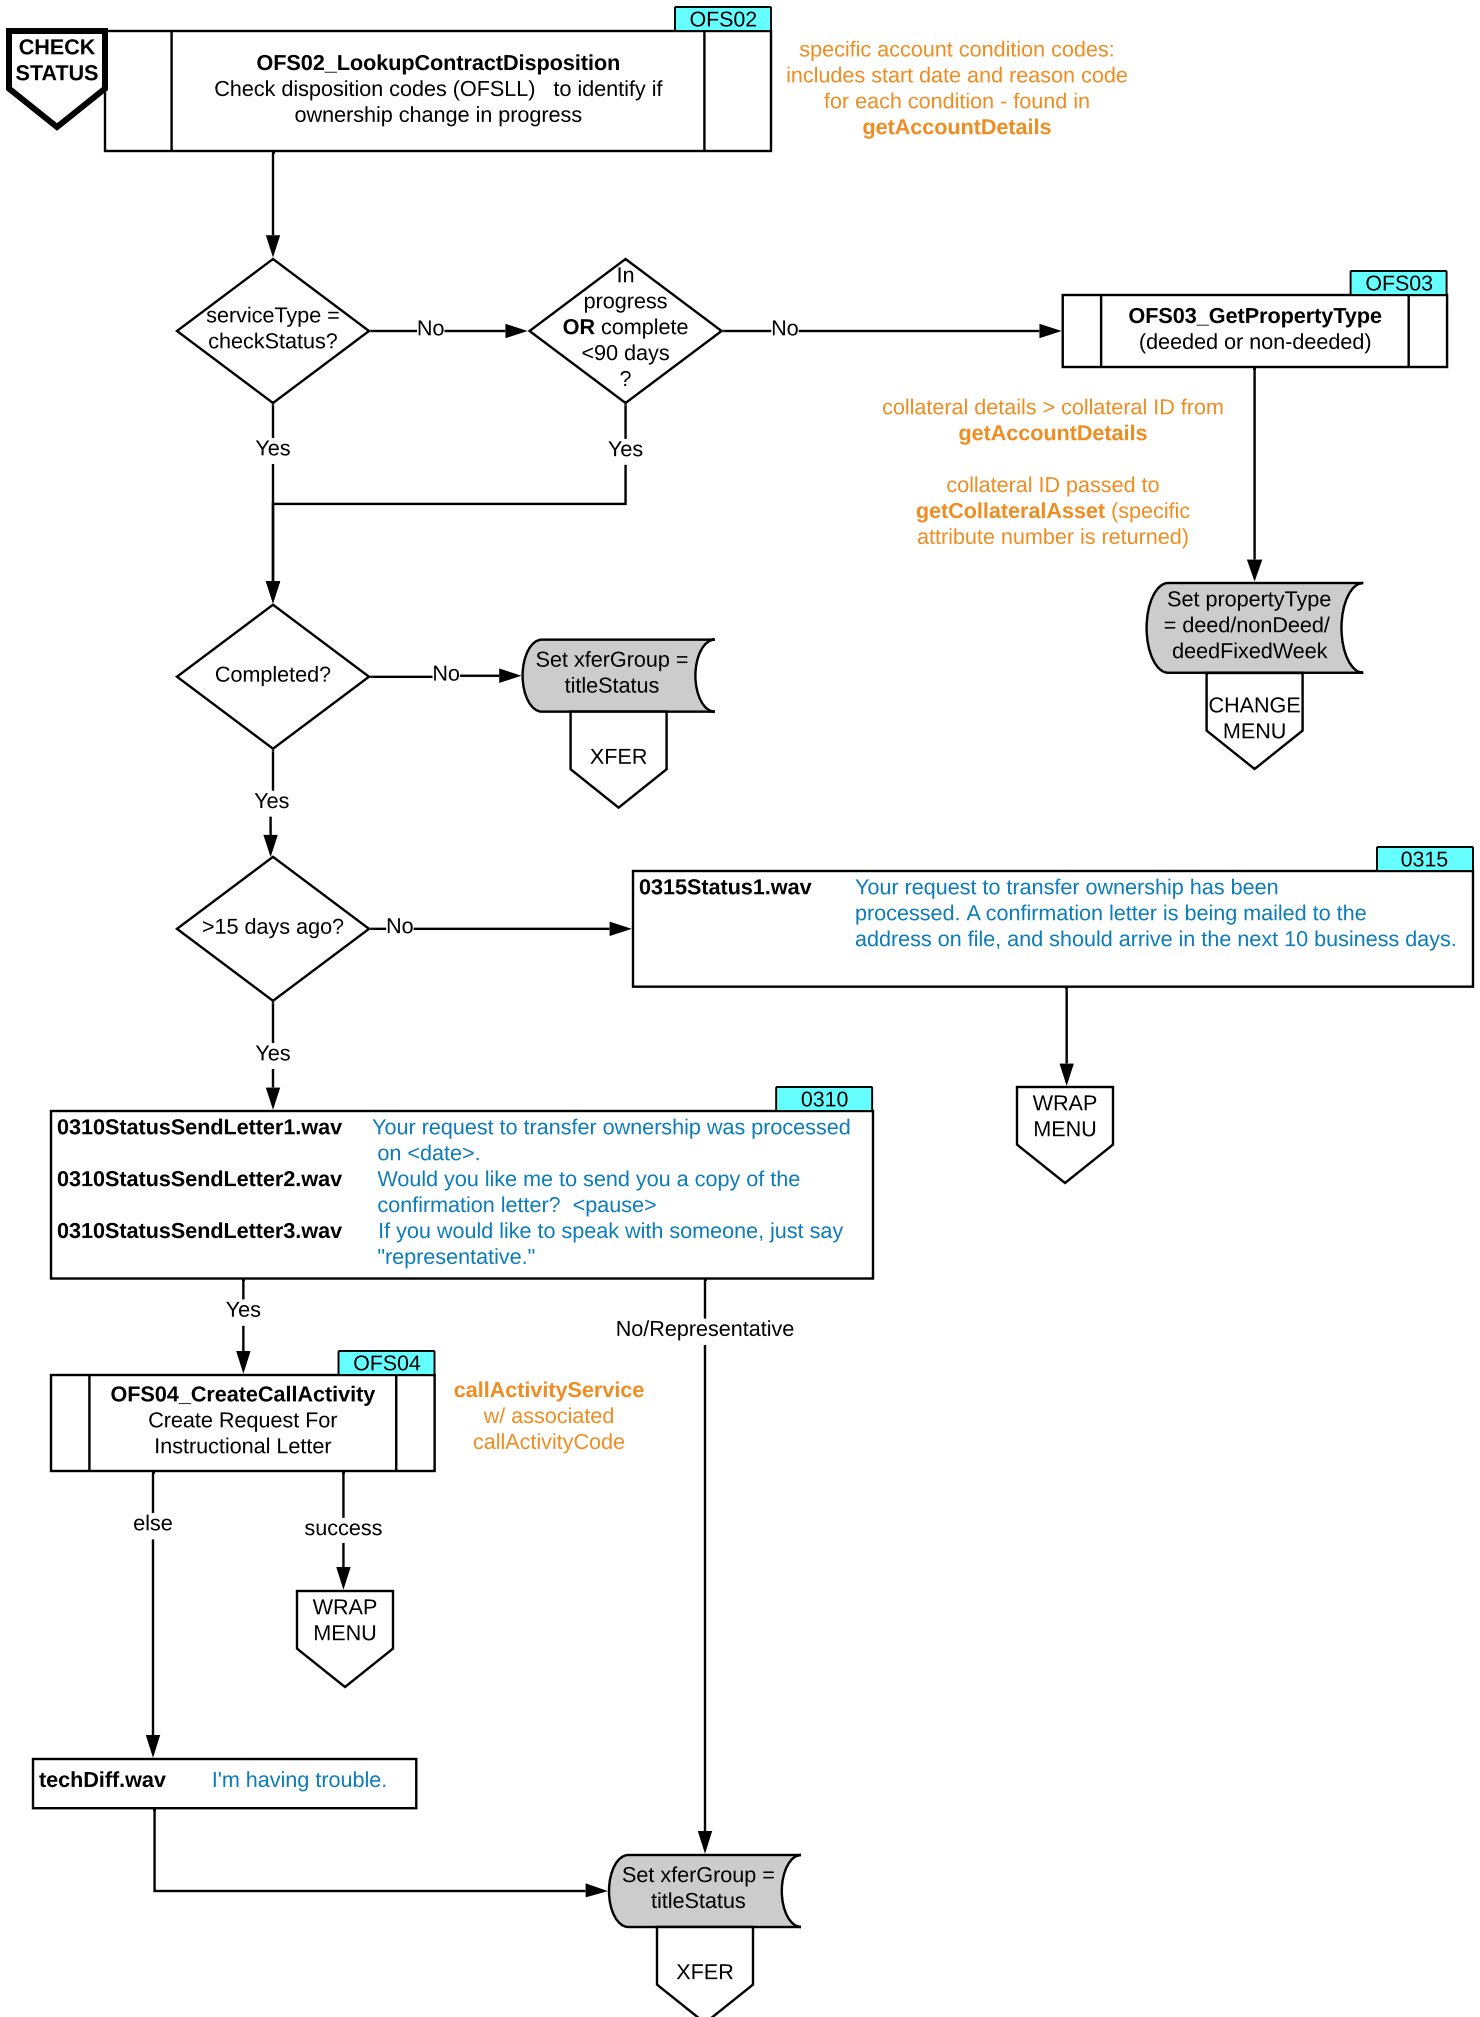 OFS02
CHECK
STATUS
OFS02_LookupContractDisposition
Check disposition codes (OFSLL)   to identify if
ownership change in progress
specific account condition codes:
includes start date and reason code
for each condition - found in
getAccountDetails
serviceType =
checkStatus?
No
In
progress
OR complete
<90 days
?
No
OFS03
OFS03_GetPropertyType
(deeded or non-deeded)
Yes
Yes
collateral details > collateral ID from
getAccountDetails
collateral ID passed to
getCollateralAsset (specific
attribute number is returned)
Set propertyType
= deed/nonDeed/
deedFixedWeek
CHANGE
MENU
Completed?
No
Set xferGroup =
titleStatus
XFER
Yes
>15 days ago?
No
0315
0315Status1.wav Your request to transfer ownership has been
processed. A confirmation letter is being mailed to the
address on file, and should arrive in the next 10 business days.
WRAP
MENU
Yes
0310
0310StatusSendLetter1.wav Your request to transfer ownership was processed
on <date>.
0310StatusSendLetter2.wav Would you like me to send you a copy of the
confirmation letter?  <pause>
0310StatusSendLetter3.wav If you would like to speak with someone, just say
"representative."
Yes
No/Representative
OFS04
OFS04_CreateCallActivity
Create Request For
Instructional Letter
callActivityService
w/ associated
callActivityCode
else
success
WRAP
MENU
techDiff.wav I'm having trouble.
Set xferGroup =
titleStatus
XFER